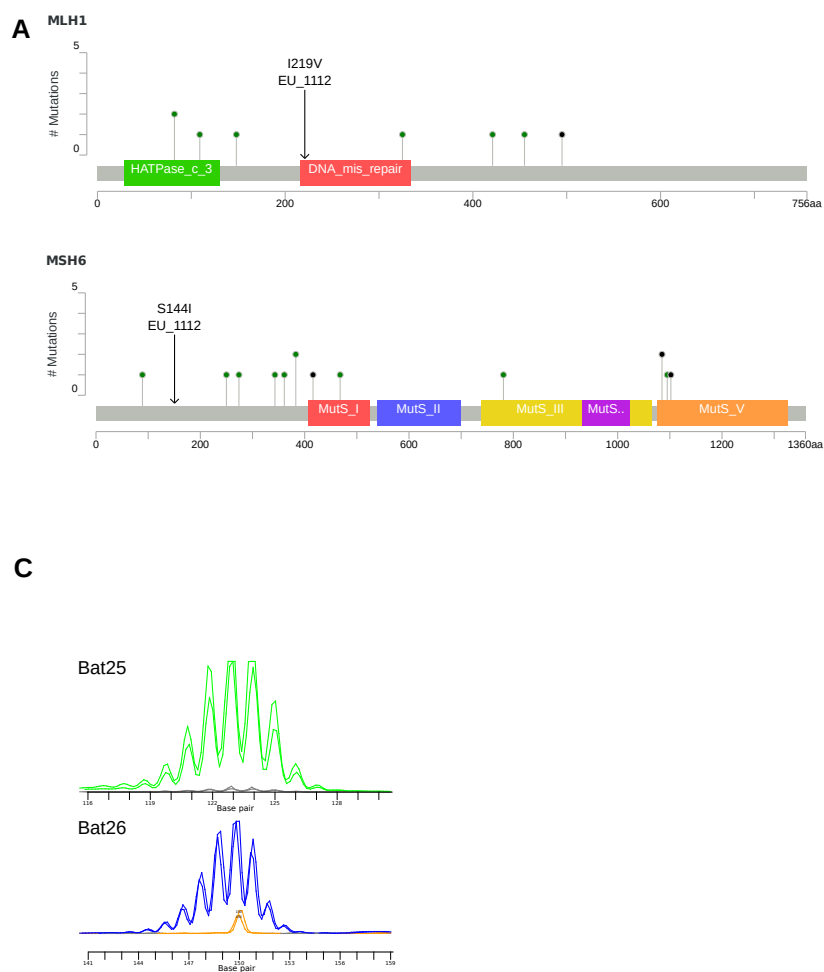 A
MLH1
5
I219V
EU_1112
# Mutations
0
HATPase_c_3
DNA_mis_repair
0 200 400 600 756aa
MSH6
5
S144I
EU_1112
# Mutations
0
MutS_I MutS_II MutS_III MutS.. MutS_V
0 200 400 600 800 1000 1200 1360aa
C
Bat25
116 119 122 125 128
Base pair
Bat26
141 144 147 150 153 156 159
Base pair